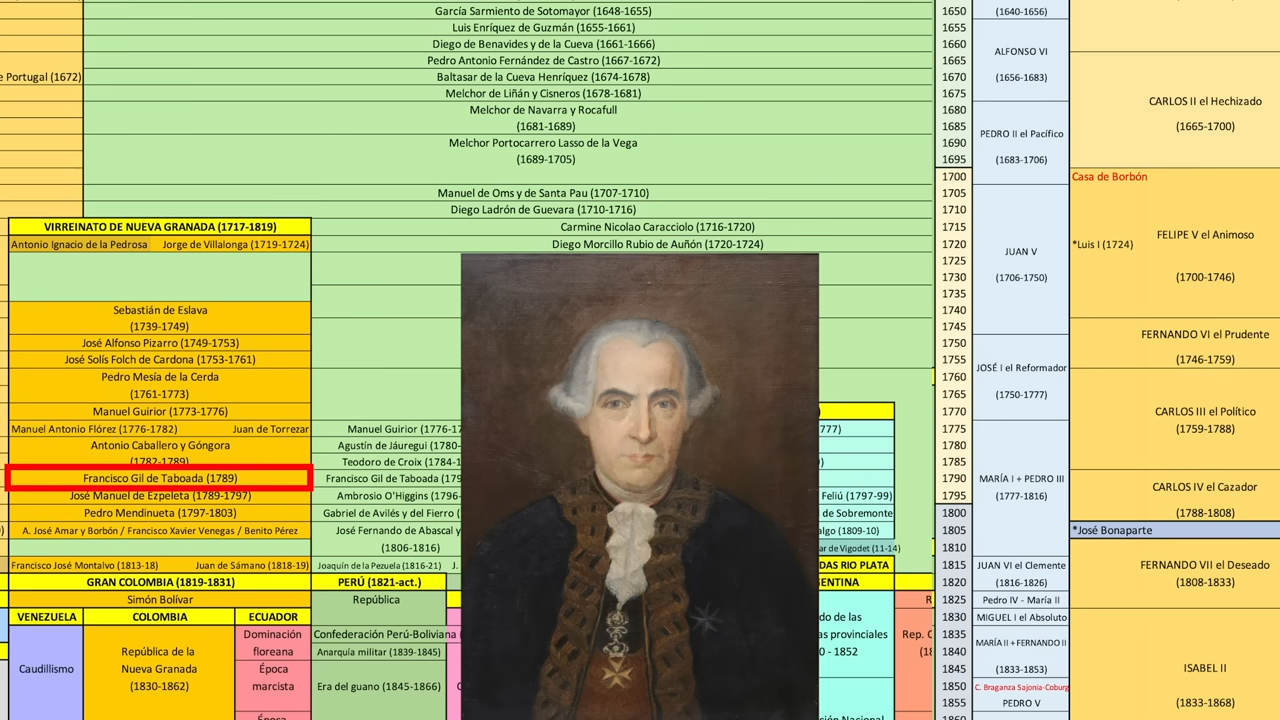 García Sarmiento de Sotomayor (1648-1655)
Luis Enríquez de Guzmán (1655-1661)
Diego de Benavides y de la Cueva (1661-1666)
Pedro Antonio Fernández de Castro (1667-1672)
e Portugal (1672)
Baltasar de la Cueva Henríquez (1674-1678)
Melchor de Liñán y Cisneros (1678-1681)
Melchor de Navarra y Rocafull
(1681-1689)
Melchor Portocarrero Lasso de la Vega
(1689-1705)
Manuel de Oms y de Santa Pau (1707-1710)
Diego Ladrón de Guevara (1710-1716)
Carmine Nicolao Caracciolo (1716-1720)
Diego Morcillo Rubio de Auñón (1720-1724)
VIRREINATO DE NUEVA GRANADA (1717-1819)
Antonio Ignacio de la Pedrosa Jorge de Villalonga (1719-1724)
Sebastián de Eslava
(1739-1749)
José Alfonso Pizarro (1749-1753)
José Solís Folch de Cardona (1753-1761)
Pedro Mesía de la Cerda
(1761-1773)
Manuel Guirior (1773-1776)
Manuel Antonio Flórez (1776-1782) Juan de Torrezar
Antonio Caballero y Góngora
(1782-1789)
Francisco Gil de Taboada (1789)
José Manuel de Ezpeleta (1789-1797)
Pedro Mendinueta (1797-1803)
A. José Amar y Borbón / Francisco Xavier Venegas / Benito Pérez
Francisco José Montalvo (1813-18) Juan de Sámano (1818-19)
GRAN COLOMBIA (1819-1831)
Simón Bolívar
VENEZUELA COLOMBIA ECUADOR
Caudillismo
República de la
Nueva Granada
(1830-1862)
Dominación
floreana
Época
marcista
Época
Manuel Guirior (1776-17
Agustín de Jáuregui (1780-
Teodoro de Croix (1784-1
Francisco Gil de Taboada (179
Ambrosio O'Higgins (1796-
Gabriel de Avilés y del Fierro (
José Fernando de Abascal y
(1806-1816)
Joaquín de la Pezuela (1816-21) J.
PERÚ (1821-act.)
República
Confederación Perú-Boliviana (
Anarquía militar (1839-1845)
Era del guano (1845-1866)
C
)
777)
)
Feliú (1797-99)
de Sobremonte
algo (1809-10)
ar de Vigodet (11-14)
DAS RIO PLATA
ENTINA
do de las
as provinciales
0 - 1852
ación Nacional
R
Rep. C
(18
1650
1655
1660
1665
1670
1675
1680
1685
1690
1695
1700
1705
1710
1715
1720
1725
1730
1735
1740
1745
1750
1755
1760
1765
1770
1775
1780
1785
1790
1795
1800
1805
1810
1815
1820
1825
1830
1835
1840
1845
1850
1855
1860
(1640-1656)
ALFONSO VI
(1656-1683)
PEDRO II el Pacífico
(1683-1706)
JUAN V
(1706-1750)
JOSÉ I el Reformador
(1750-1777)
MARÍA I + PEDRO III
(1777-1816)
JUAN VI el Clemente
(1816-1826)
Pedro IV - María II
MIGUEL I el Absoluto
MARÍA II + FERNANDO II
(1833-1853)
C. Braganza Sajonia-Coburg
PEDRO V
CARLOS II el Hechizado
(1665-1700)
Casa de Borbón
FELIPE V el Animoso
*Luis I (1724)
(1700-1746)
FERNANDO VI el Prudente
(1746-1759)
CARLOS III el Político
(1759-1788)
CARLOS IV el Cazador
(1788-1808)
*José Bonaparte
FERNANDO VII el Deseado
(1808-1833)
ISABEL II
(1833-1868)